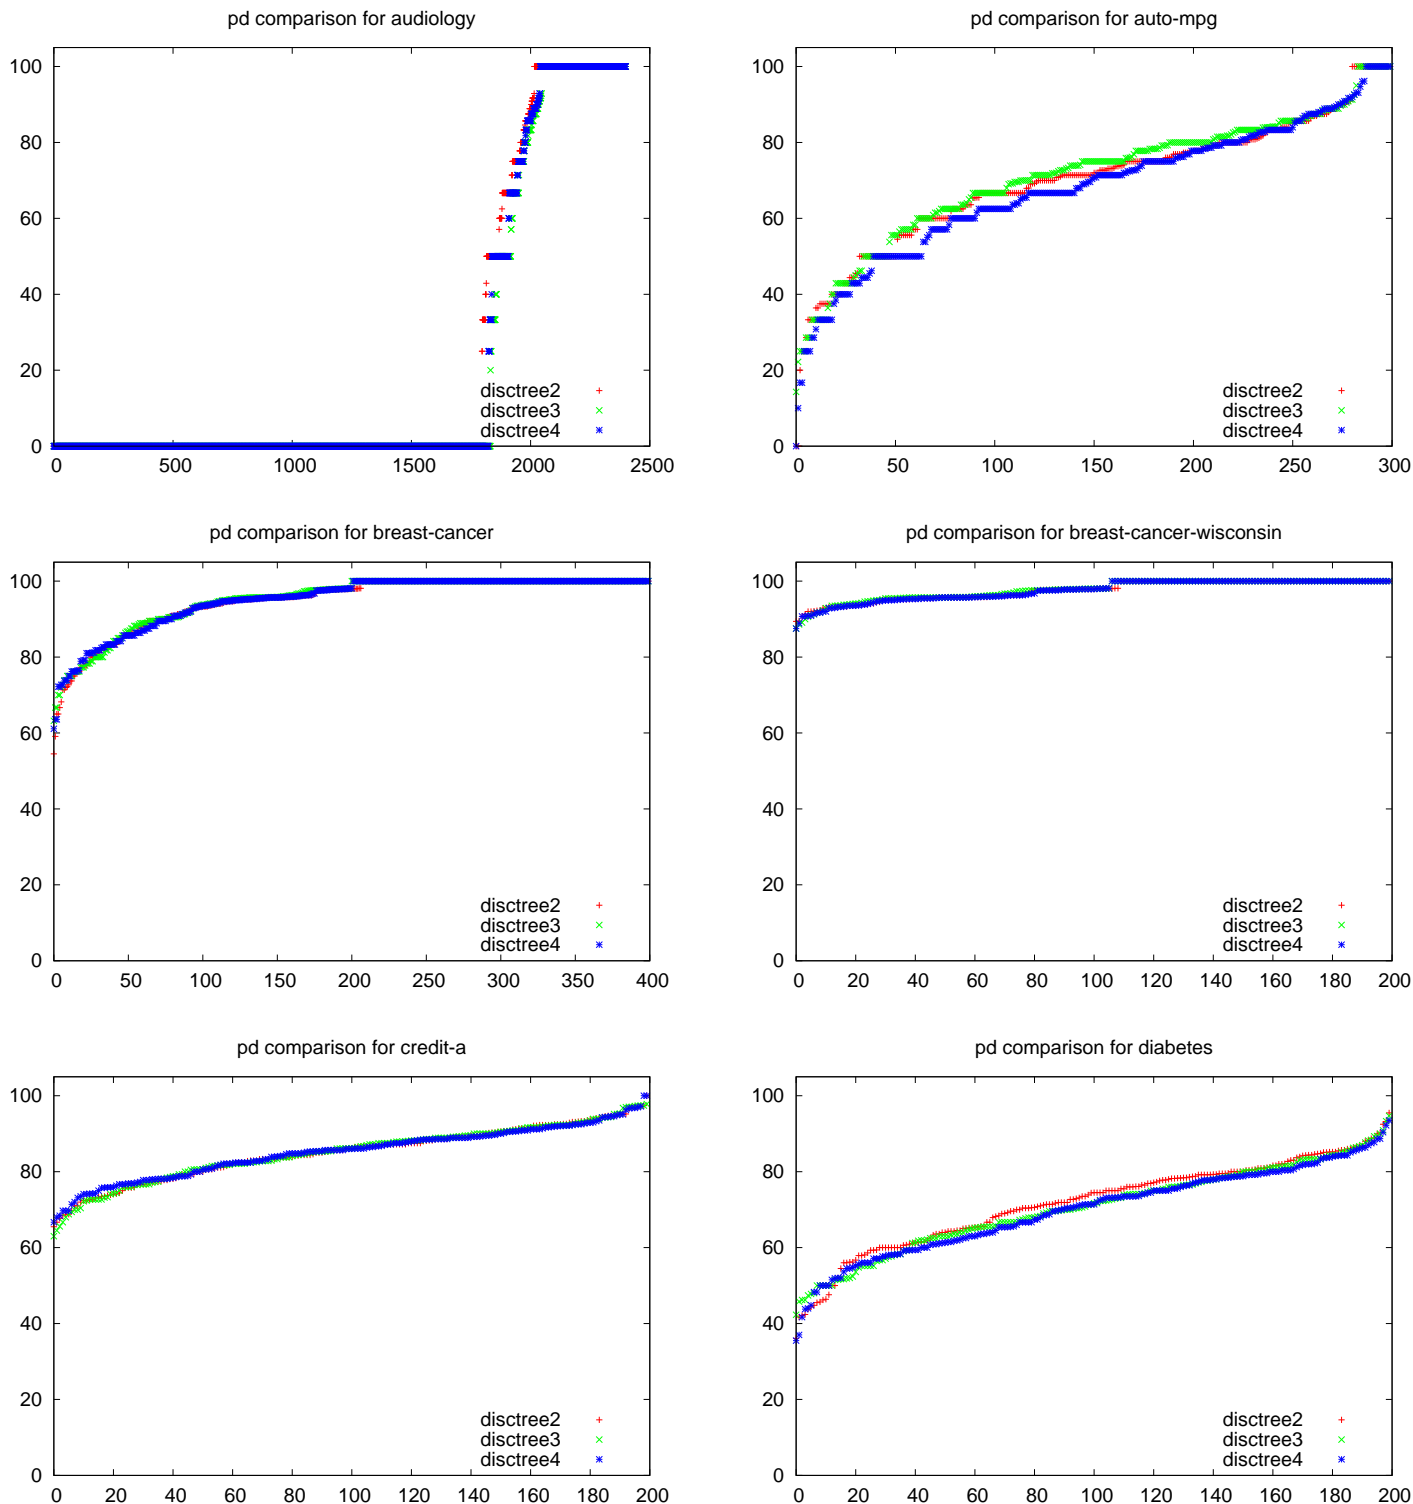 pd comparison for audiology
100
80
60
40
20
0
0 500 1000 1500 2000 2500
disctree2
disctree3
disctree4
pd comparison for auto-mpg
100
80
60
40
20
0
0 50 100 150 200 250 300
disctree2
disctree3
disctree4
pd comparison for breast-cancer
100
80
60
40
20
0
0 50 100 150 200 250 300 350 400
disctree2
disctree3
disctree4
pd comparison for breast-cancer-wisconsin
100
80
60
40
20
0
0 20 40 60 80 100 120 140 160 180 200
disctree2
disctree3
disctree4
pd comparison for credit-a
100
80
60
40
20
0
0 20 40 60 80 100 120 140 160 180 200
disctree2
disctree3
disctree4
pd comparison for diabetes
100
80
60
40
20
0
0 20 40 60 80 100 120 140 160 180 200
disctree2
disctree3
disctree4